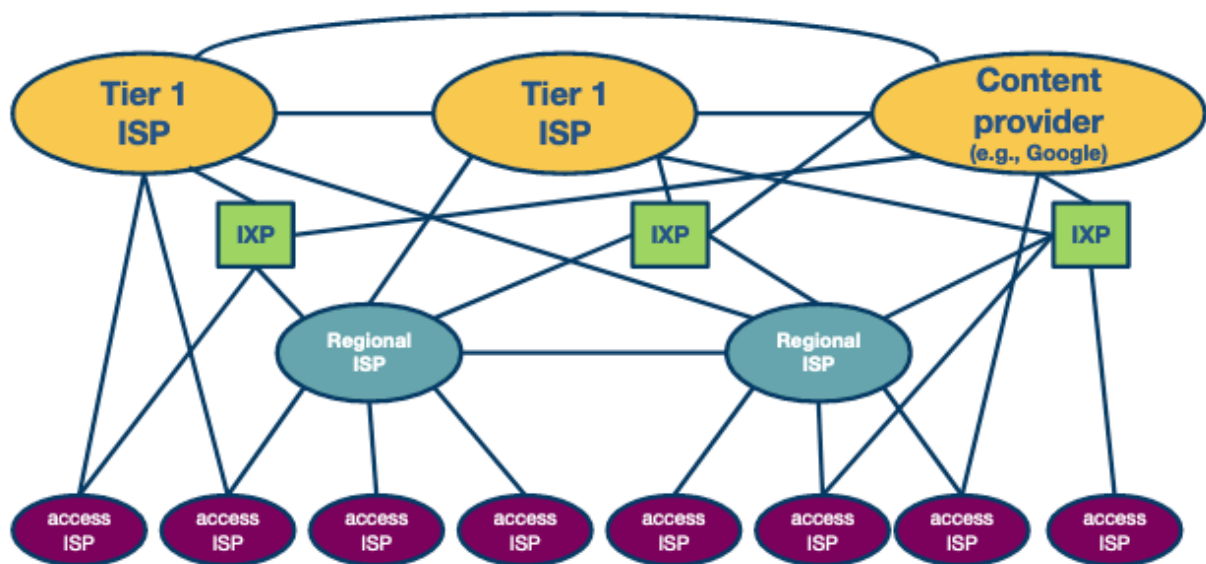 Tier 1
ISP
Tier 1
ISP
Content
provider
(e.g., Google)
IXP
IXP
IXP
Regional
ISP
Regional
ISP
access
ISP
access
ISP
access
ISP
access
ISP
access
ISP
access
ISP
access
ISP
access
ISP